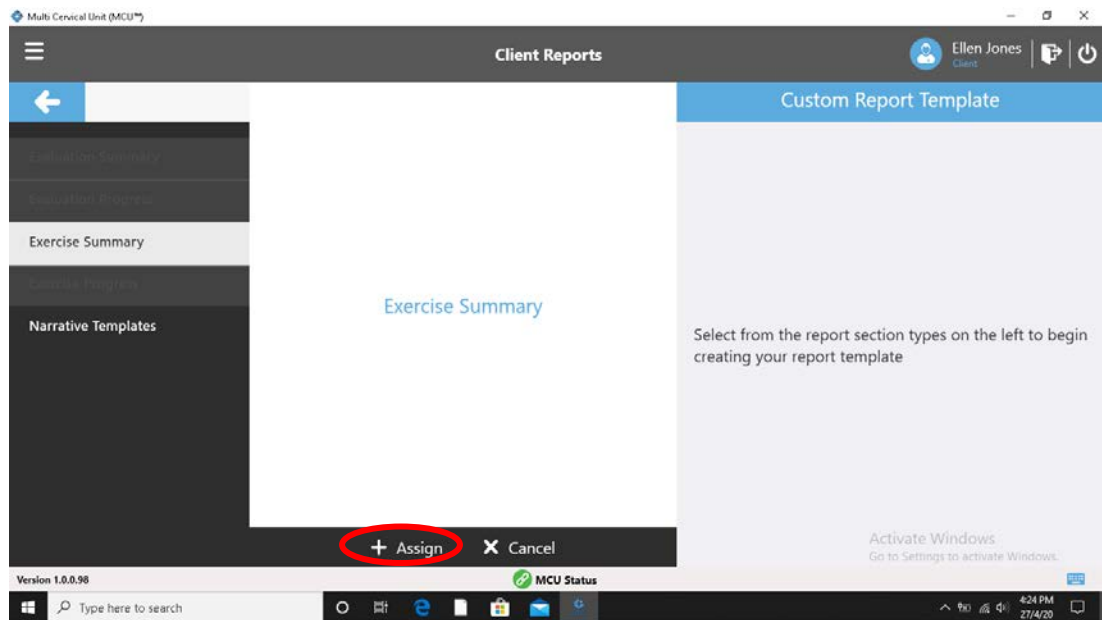 Multi Cervical Unit (MCU™)
Client Reports
Ellen Jones
Client
Custom Report Template
Evaluation Summary
Evaluation Progress
Exercise Summary
Exercise Progress
Narrative Templates
Exercise Summary
Select from the report section types on the left to begin
creating your report template
+ Assign
X Cancel
Activate Windows
Go to Settings to activate Windows.
Version 1.0.0.98
MCU Status
Type here to search
4:24 PM
27/4/20